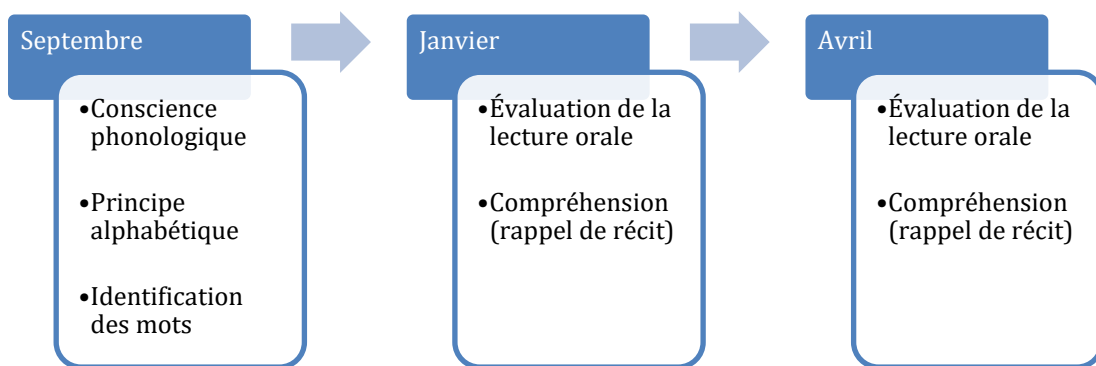 Septembre
•Conscience
phonologique
•Principe
alphabétique
•Identification
des mots
Janvier
•Évaluation de la
lecture orale
•Compréhension
(rappel de récit)
Avril
•Évaluation de la
lecture orale
•Compréhension
(rappel de récit)